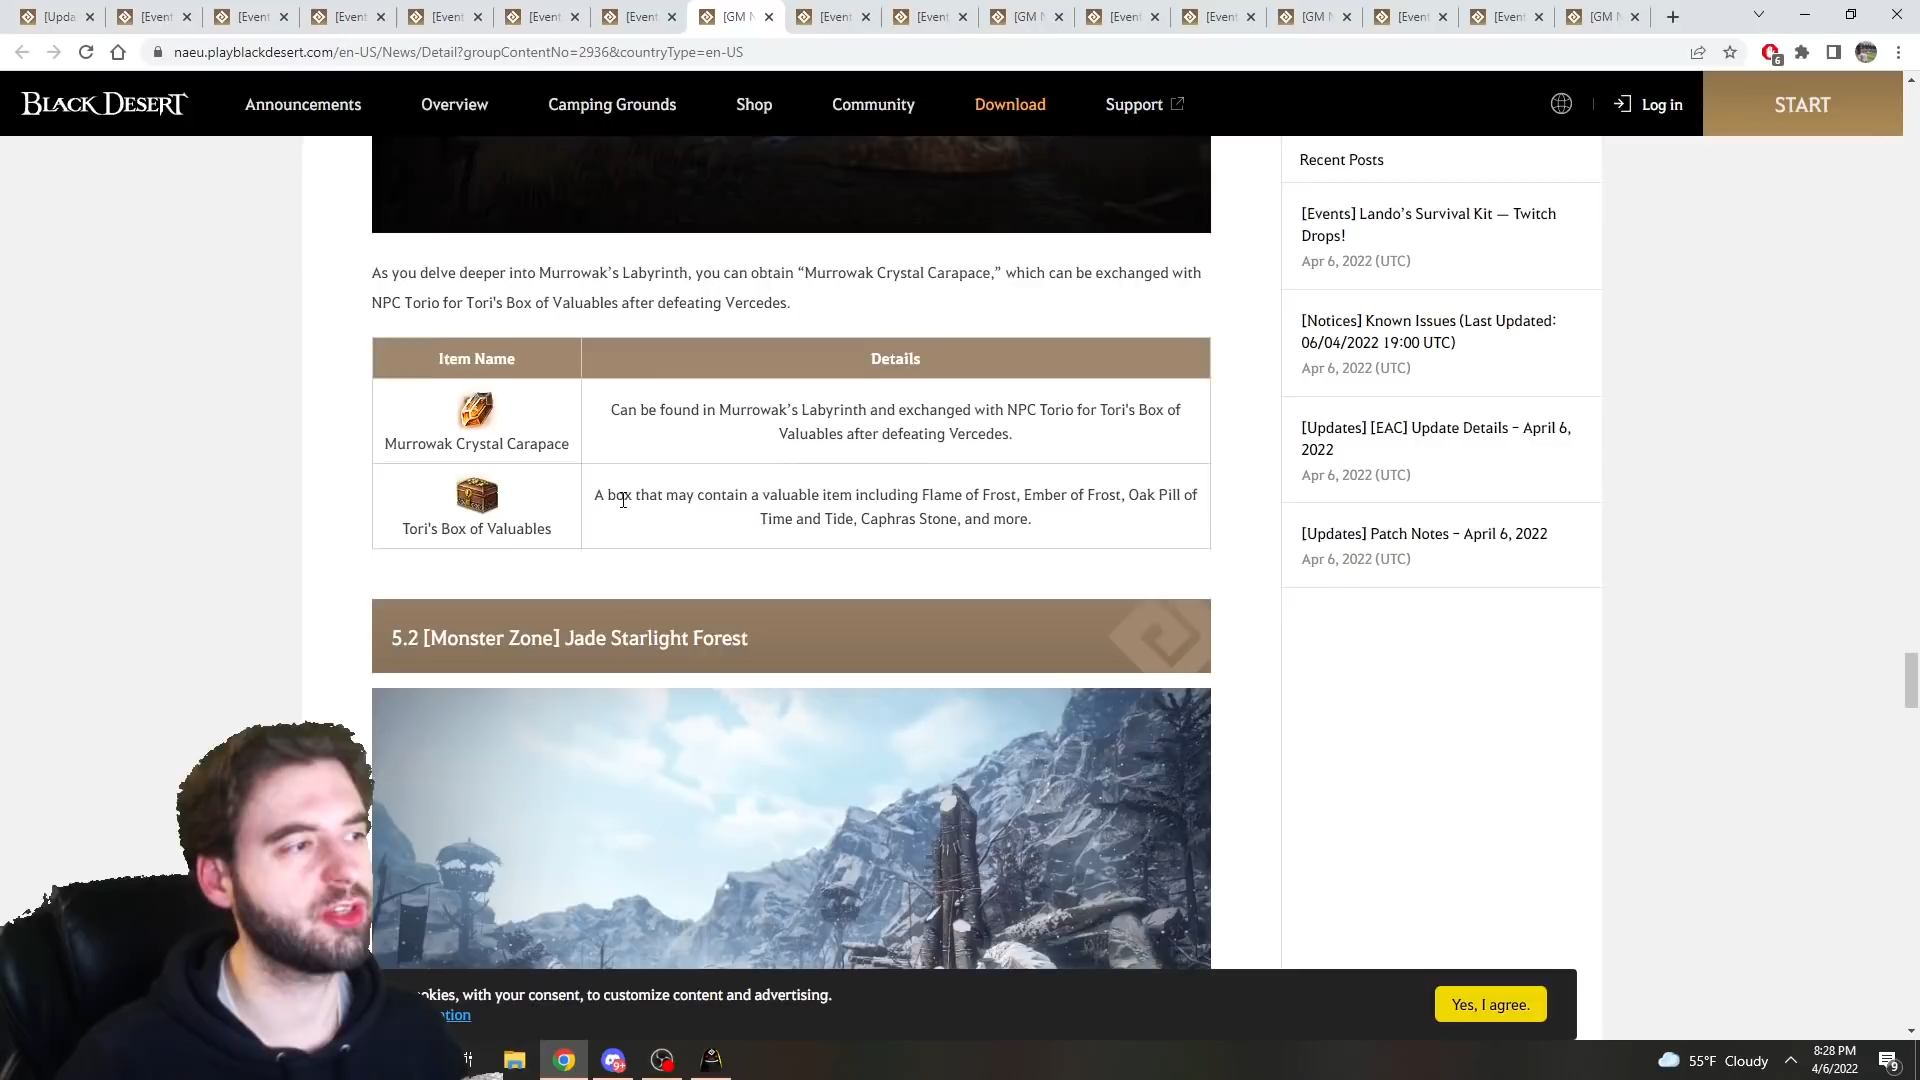 [Upda
[Event
[Event
[Event
[Event
[Event
[Event
[GM N
[Event
[Event
[GM N
[Event
[Event
[GM N
[Event
[Event
[GM N
naeu.playblackdesert.com/en-US/News/Detail?groupContentNo=2936&countryType=en-US
6
BLACK DESERT
Announcements
Overview
Camping Grounds
Shop
Community
Download
Support
Log in
START
As you delve deeper into Murrowak’s Labyrinth, you can obtain “Murrowak Crystal Carapace,” which can be exchanged with
NPC Torio for Tori's Box of Valuables after defeating Vercedes.
Item Name
Details
Murrowak Crystal Carapace
Can be found in Murrowak’s Labyrinth and exchanged with NPC Torio for Tori's Box of
Valuables after defeating Vercedes.
Tori's Box of Valuables
A box that may contain a valuable item including Flame of Frost, Ember of Frost, Oak Pill of
Time and Tide, Caphras Stone, and more.
5.2 [Monster Zone] Jade Starlight Forest
Recent Posts
[Events] Lando’s Survival Kit — Twitch
Drops!
Apr 6, 2022 (UTC)
[Notices] Known Issues (Last Updated:
06/04/2022 19:00 UTC)
Apr 6, 2022 (UTC)
[Updates] [EAC] Update Details – April 6,
2022
Apr 6, 2022 (UTC)
[Updates] Patch Notes – April 6, 2022
Apr 6, 2022 (UTC)
okies, with your consent, to customize content and advertising.
tion
Yes, I agree.
9+
55°F Cloudy
8:28 PM
4/6/2022
9